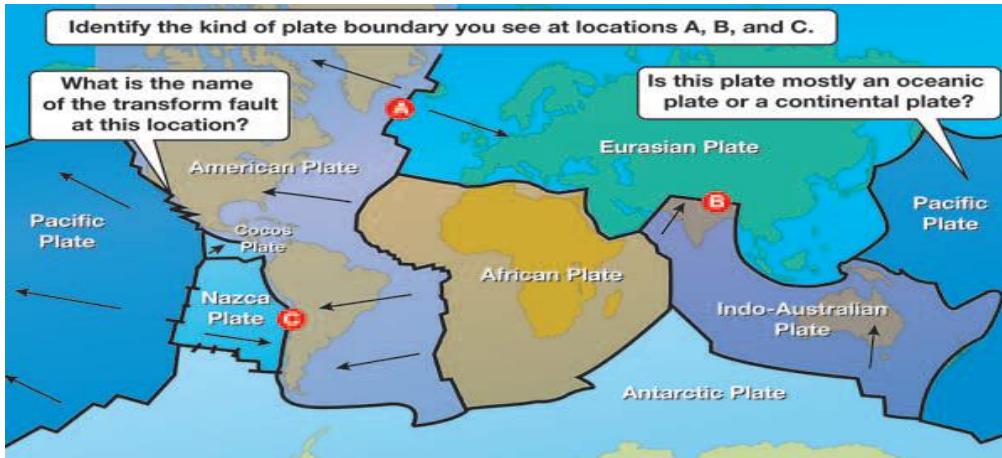 Identify the kind of plate boundary you see at locations A, B, and C.
What is the name
of the transform fault
at this location?
Is this plate mostly an oceanic
plate or a continental plate?
A
Eurasian Plate
American Plate
B
Pacific
Plate
Pacific
Plate
Cocos
Plate
African Plate
Nazca
Plate
C
Indo-Australian
Plate
Antarctic Plate